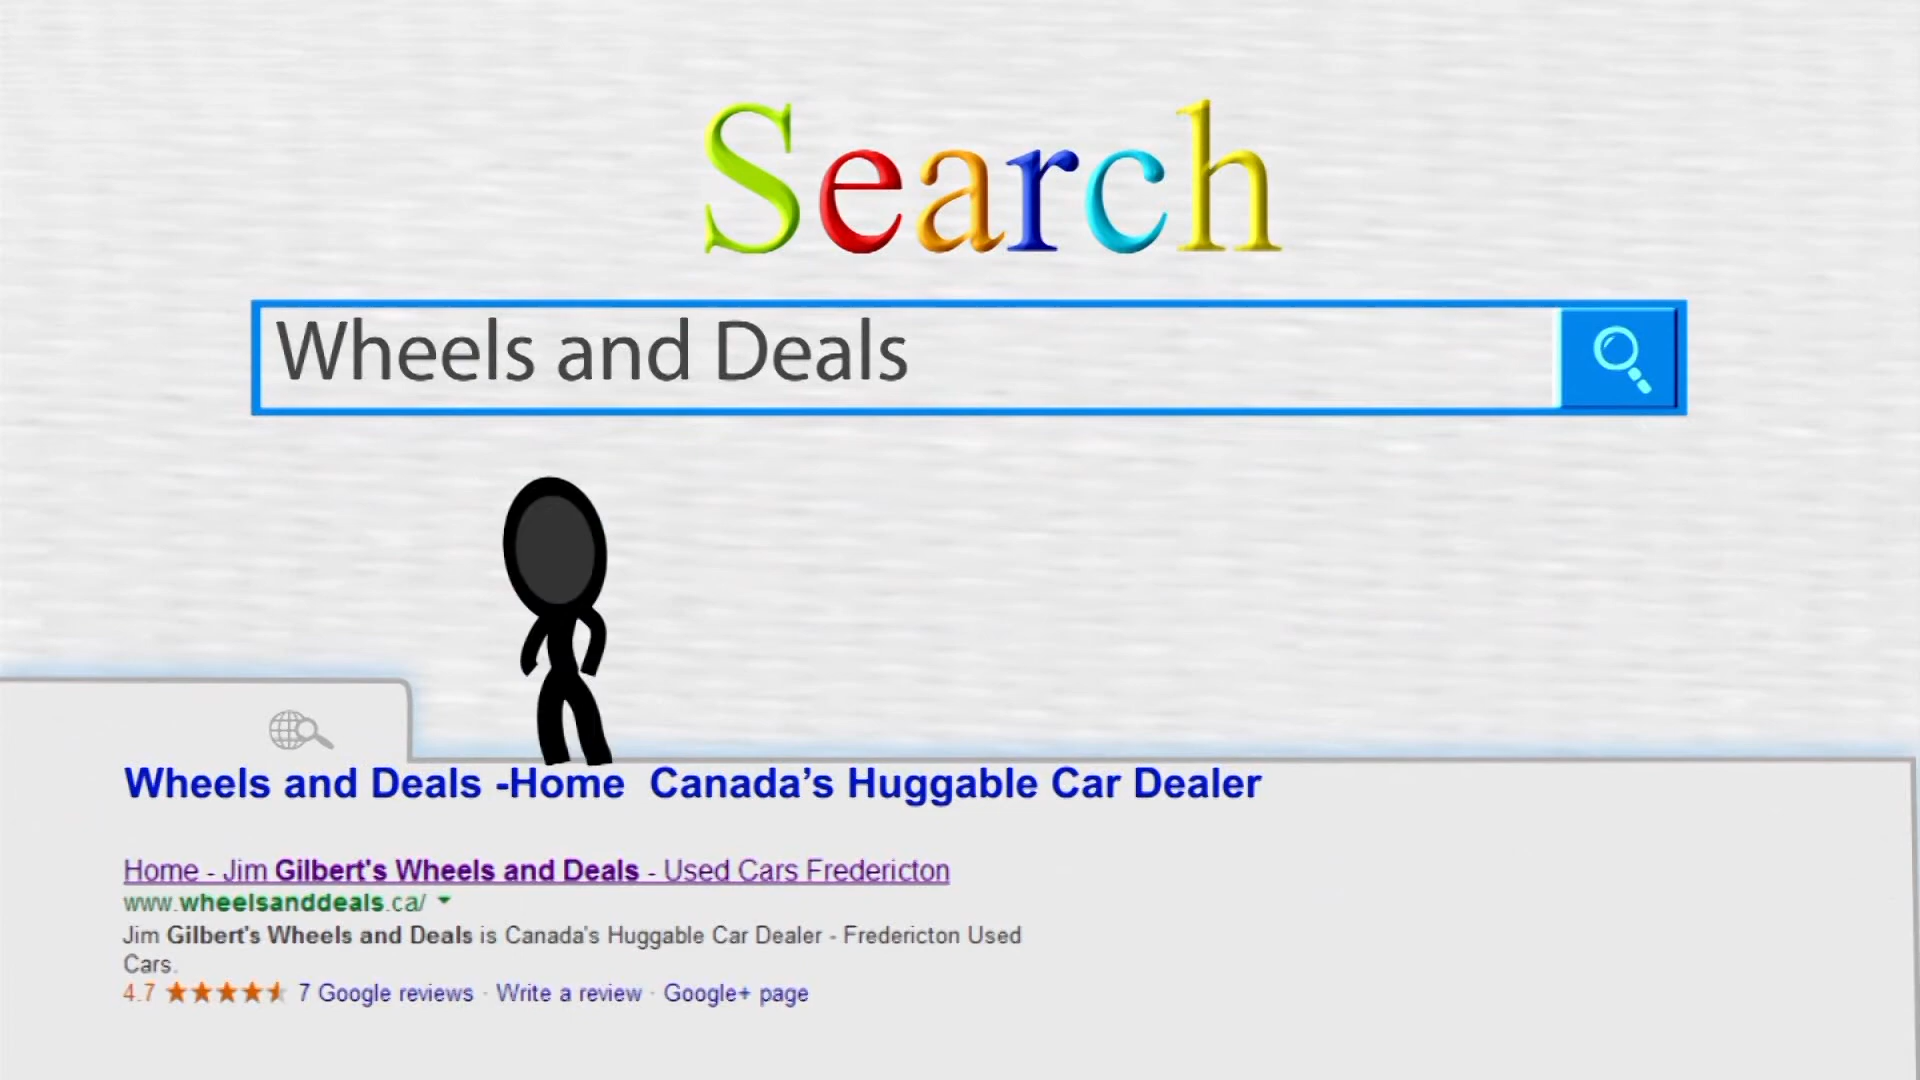 Search
Wheels and Deals
Wheels and Deals -Home Canada’s Huggable Car Dealer
Home - Jim Gilbert's Wheels and Deals - Used Cars Fredericton
www.wheelsanddeals.ca/
Jim Gilbert's Wheels and Deals is Canada's Huggable Car Dealer - Fredericton Used
Cars.
4.7 ★★★★★ 7 Google reviews · Write a review · Google+ page